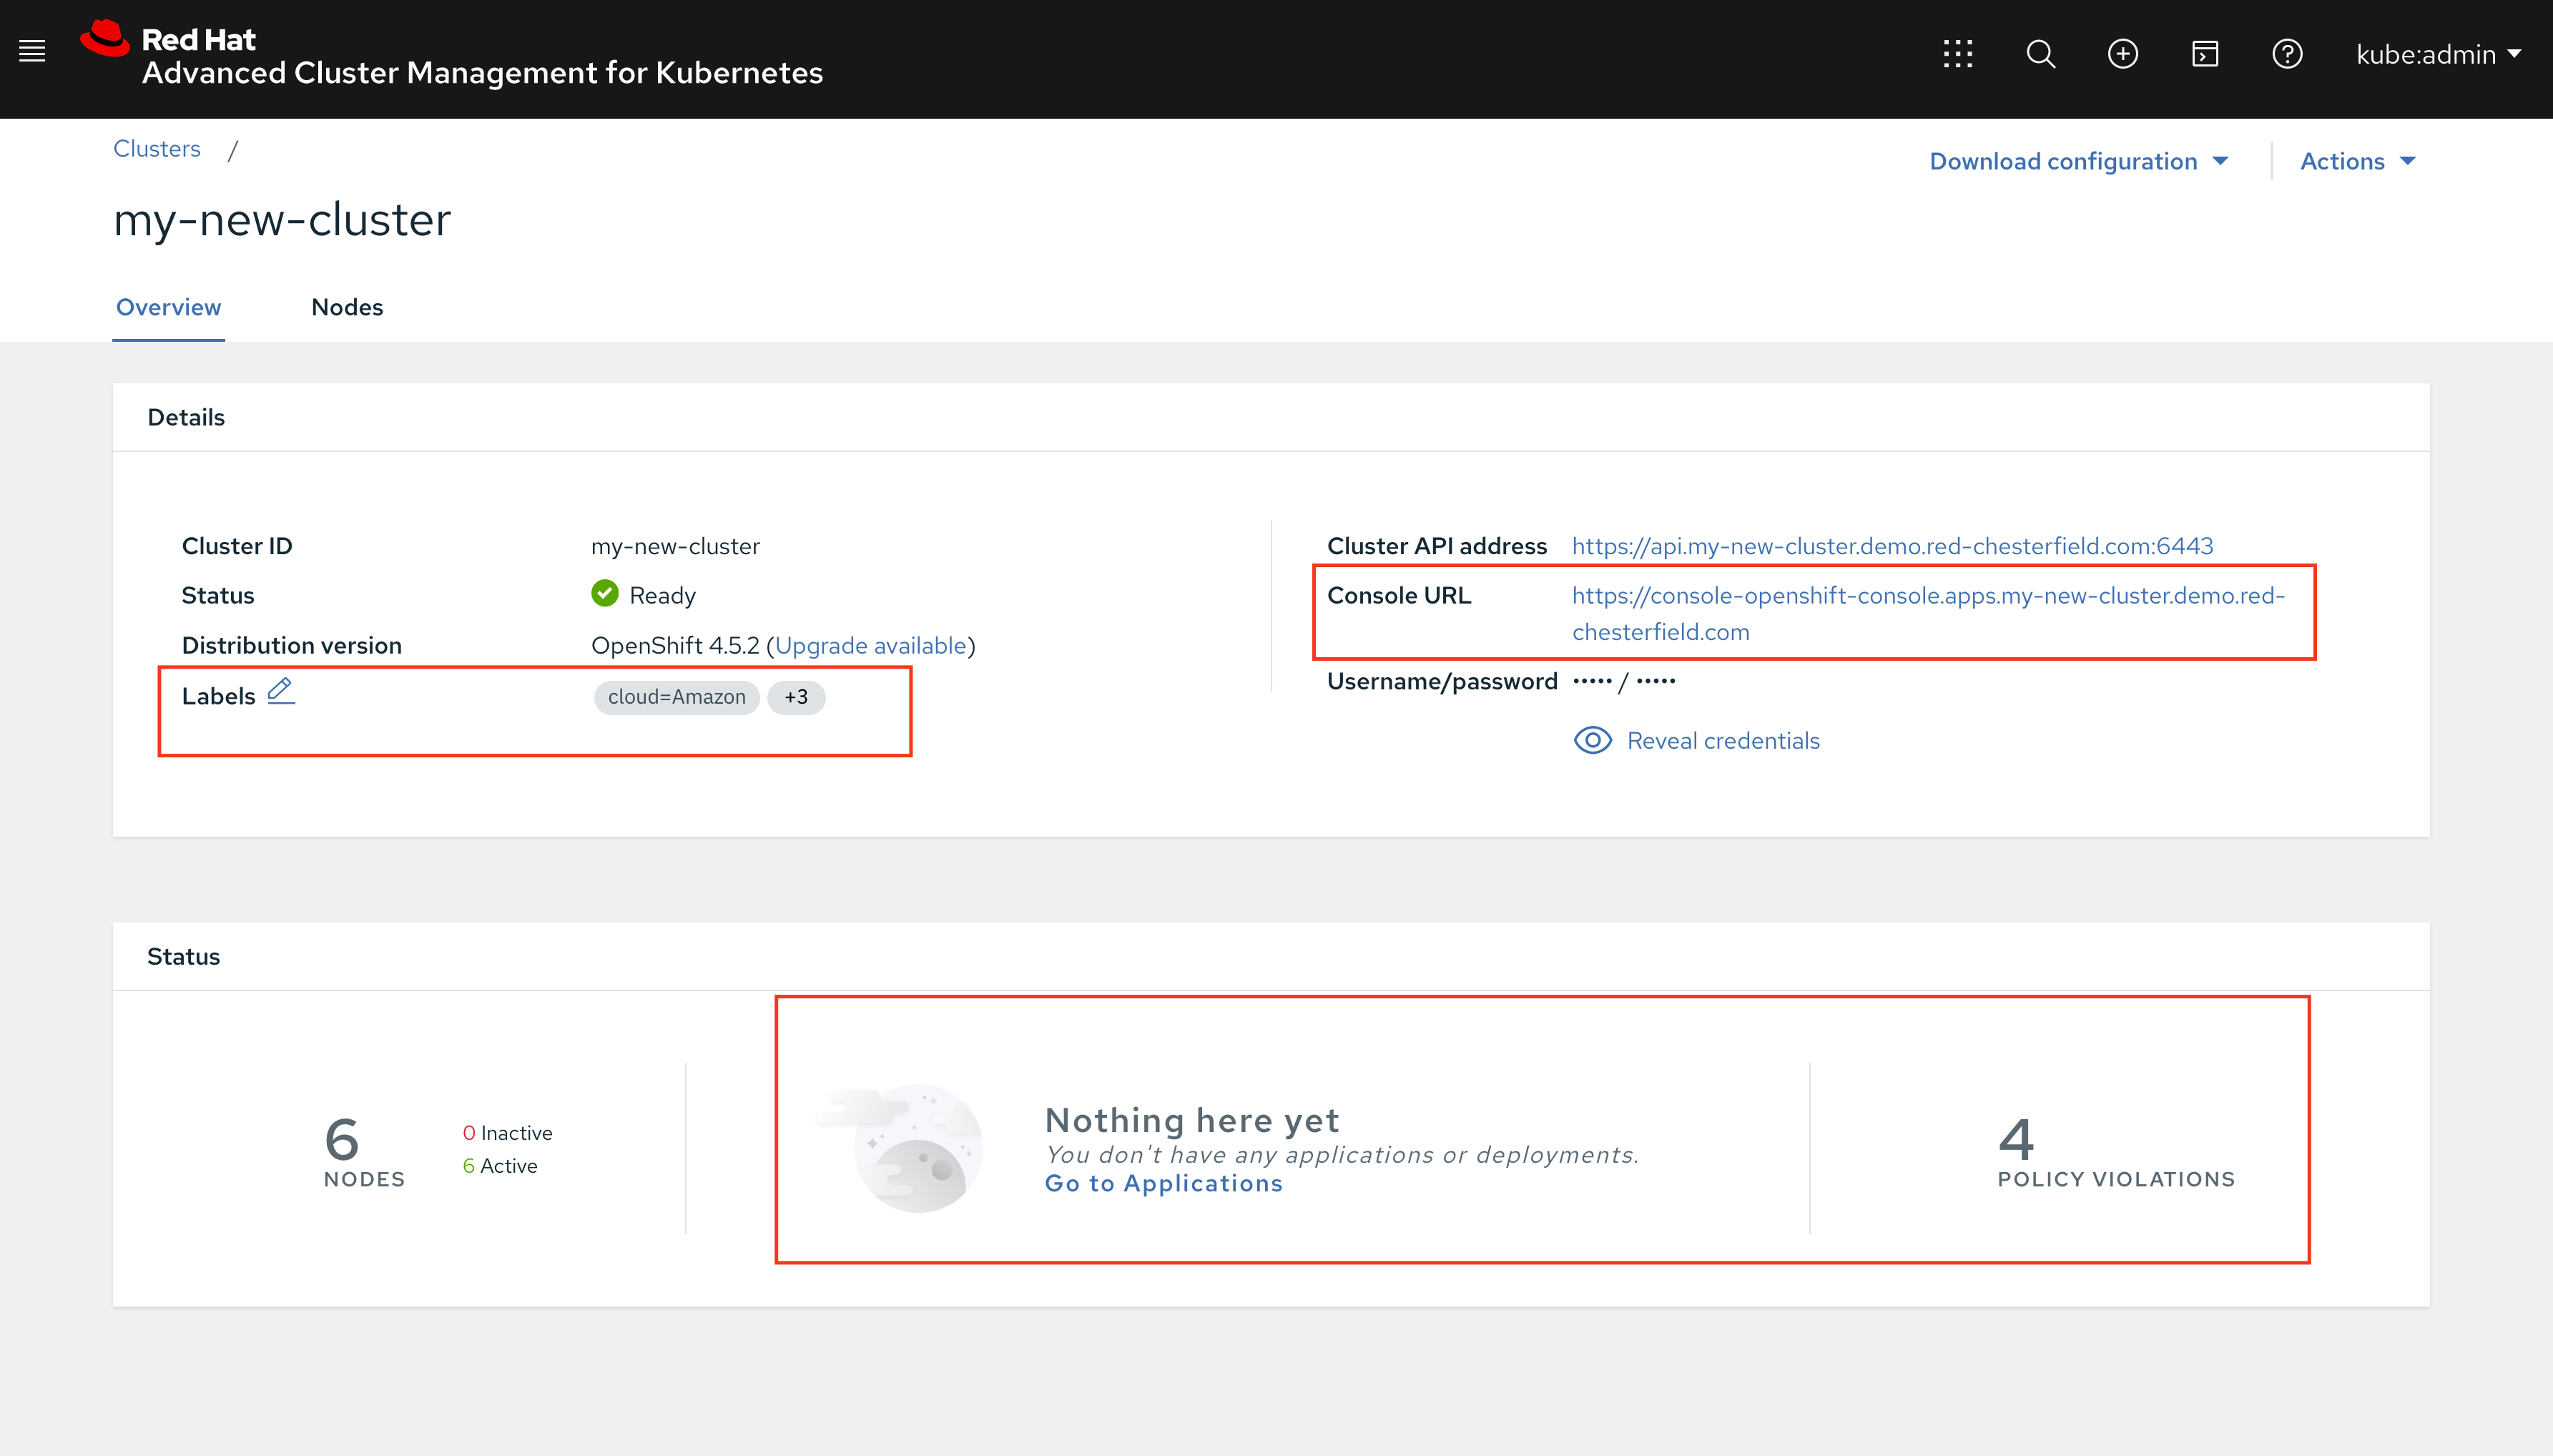 Red Hat
Advanced Cluster Management for Kubernetes
kube:admin
Clusters /
Download configuration
Actions
my-new-cluster
Overview
Nodes
Details
Cluster ID my-new-cluster
Status Ready
Distribution version OpenShift 4.5.2 (Upgrade available)
Labels cloud=Amazon +3
Cluster API address https://api.my-new-cluster.demo.red-chesterfield.com:6443
Console URL https://console-openshift-console.apps.my-new-cluster.demo.red-
chesterfield.com
Username/password ••••• / •••••
Reveal credentials
Status
6
NODES
0 Inactive
6 Active
Nothing here yet
You don't have any applications or deployments.
Go to Applications
4
POLICY VIOLATIONS